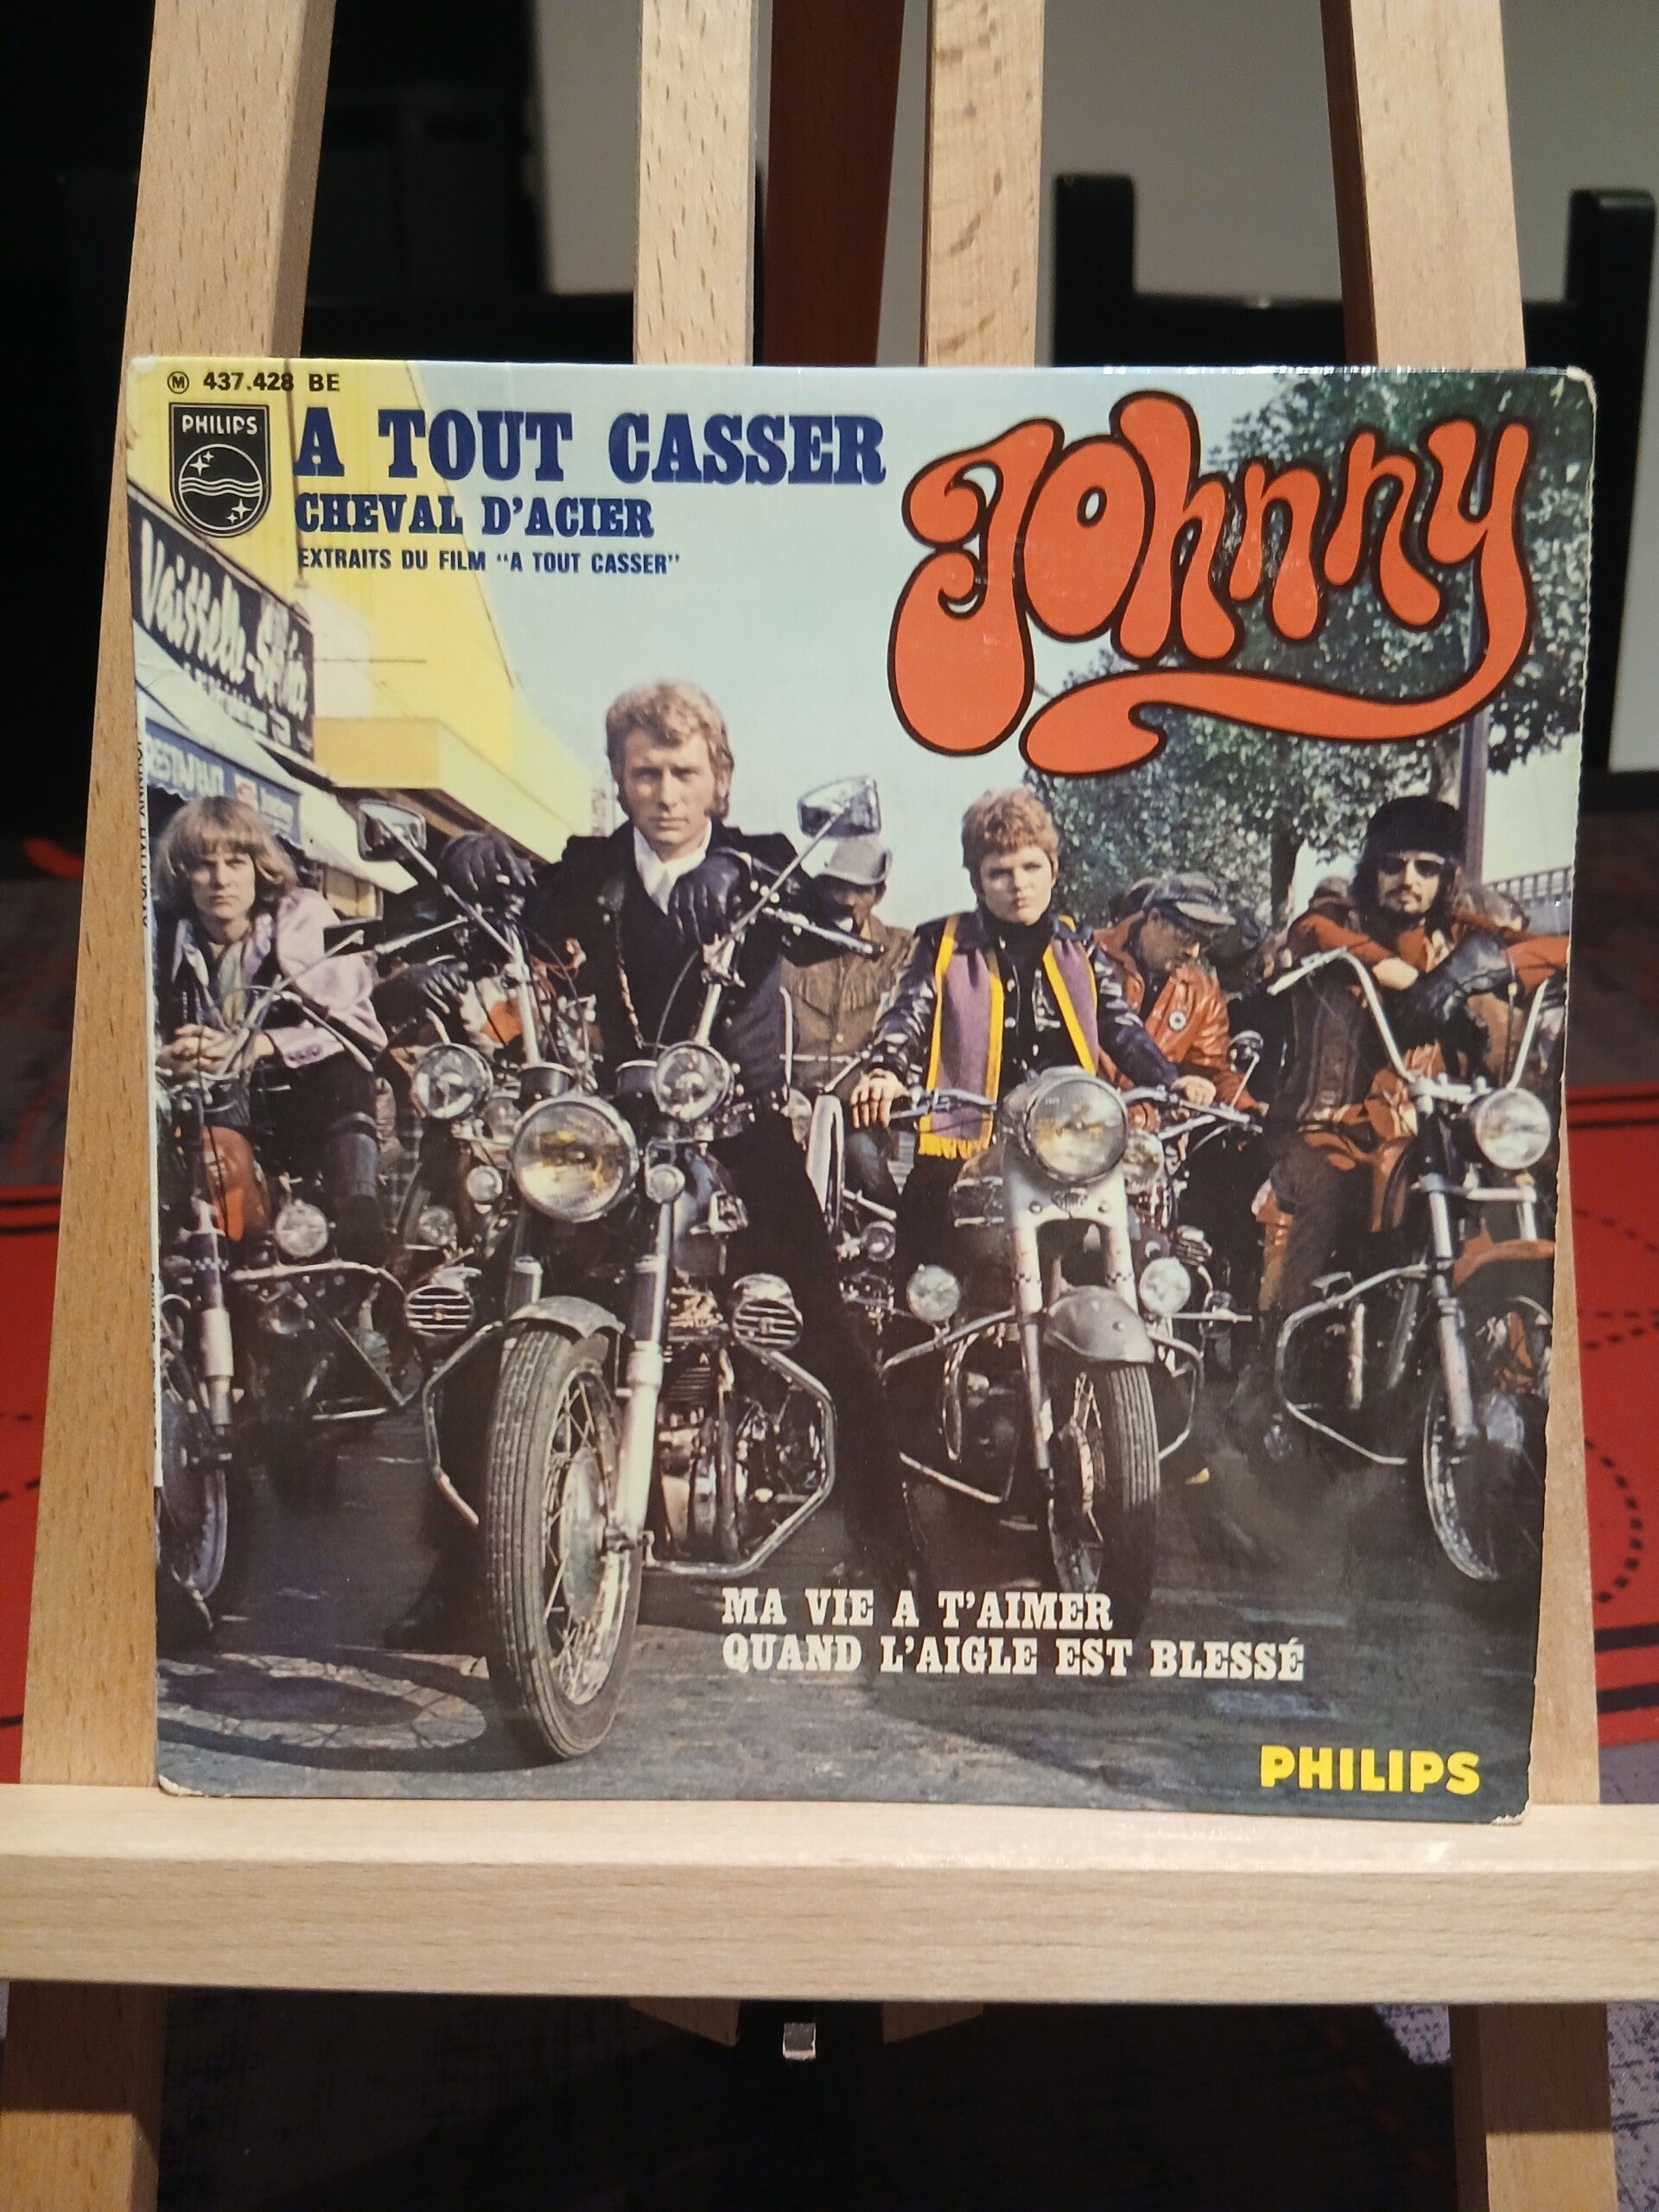 Ⓜ 437.428 BE
PHILIPS
A TOUT CASSER
CHEVAL D'ACIER
EXTRAITS DU FILM "A TOUT CASSER"
Johnny
MA VIE A T'AIMER
QUAND L'AIGLE EST BLESSÉ
PHILIPS